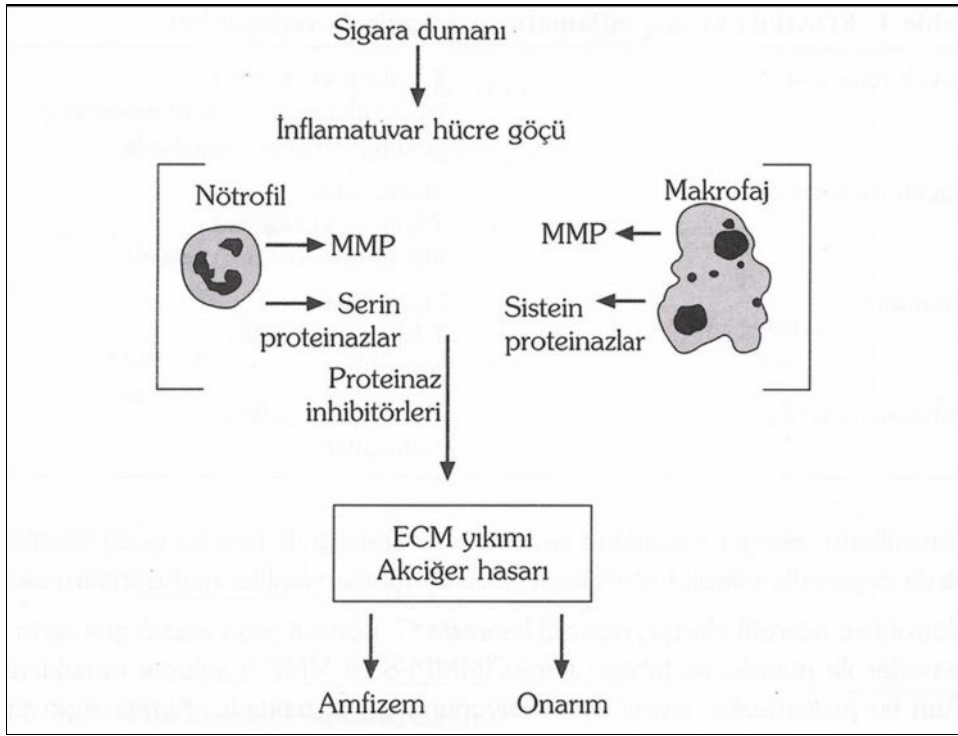 Sigara dumanı
İnflamatuvar hücre göçü
Nötrofil
MMP
Serin
proteinazlar
Makrofaj
MMP
Sistein
proteinazlar
Proteinaz
inhibitörleri
ECM yıkımı
Akciğer hasarı
Amfizem
Onarım